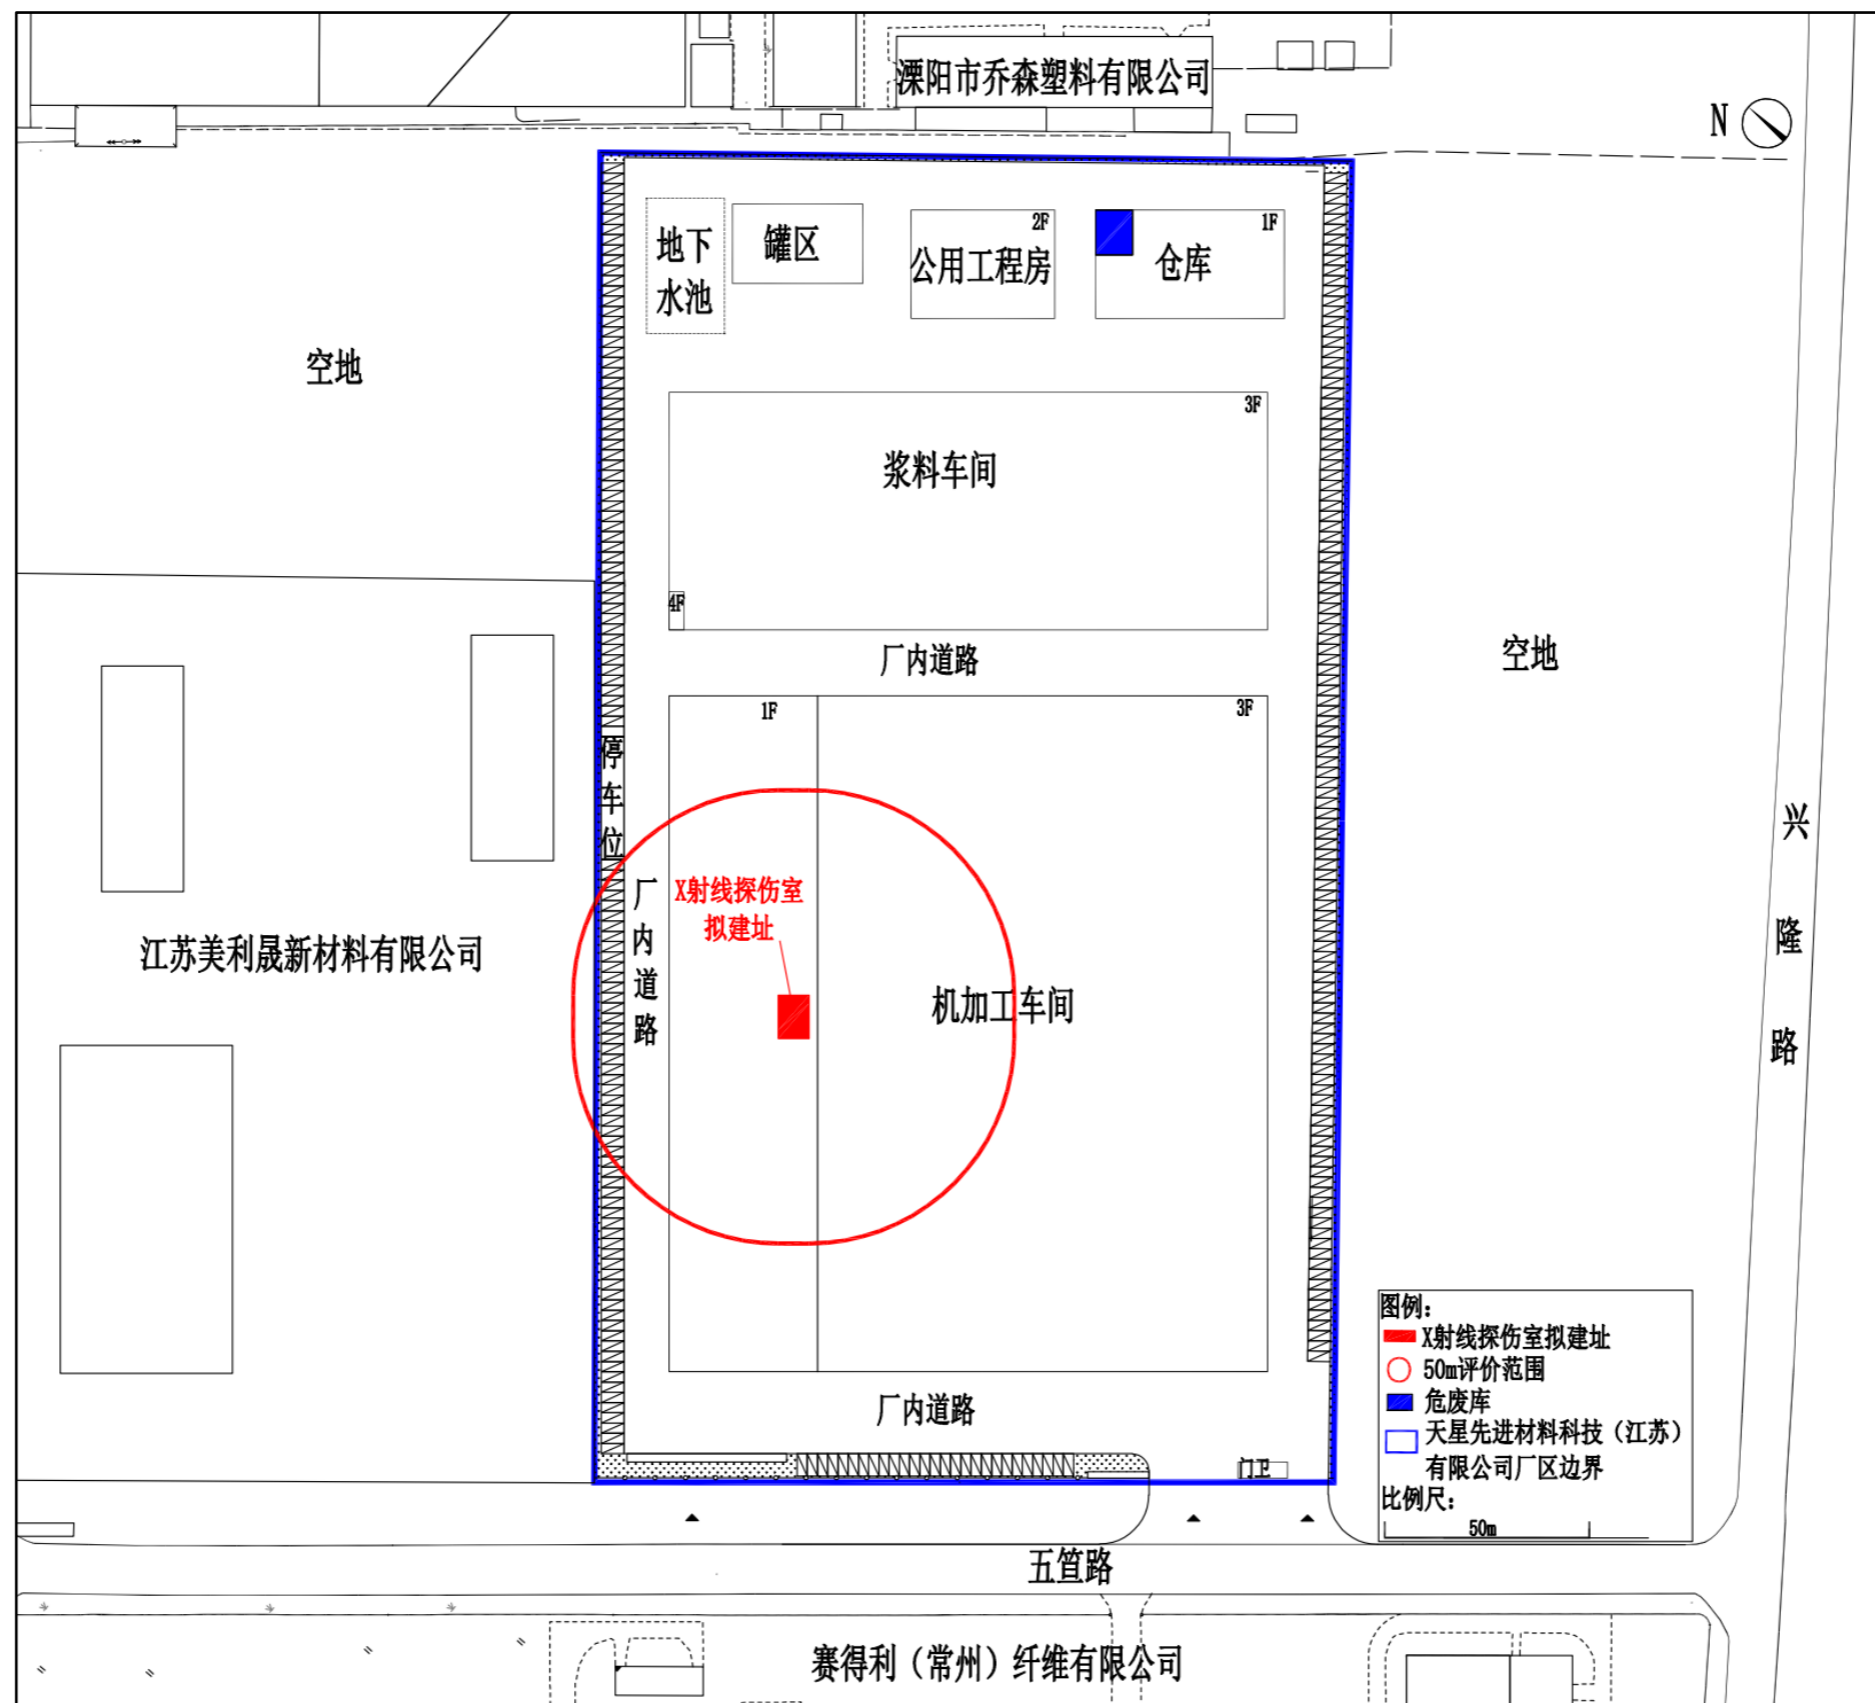 溧阳市乔森塑料有限公司
N
地下
水池
罐区
2F
公用工程房
1F
仓库
空地
3F
浆料车间
4F
厂内道路
空地
1F
3F
停车位
厂内道路
X射线探伤室
拟建址
机加工车间
江苏美利晟新材料有限公司
兴隆路
厂内道路
门卫
图例：
X射线探伤室拟建址
50m评价范围
危废库
天星先进材料科技（江苏）
有限公司厂区边界
比例尺：
50m
五笪路
赛得利（常州）纤维有限公司